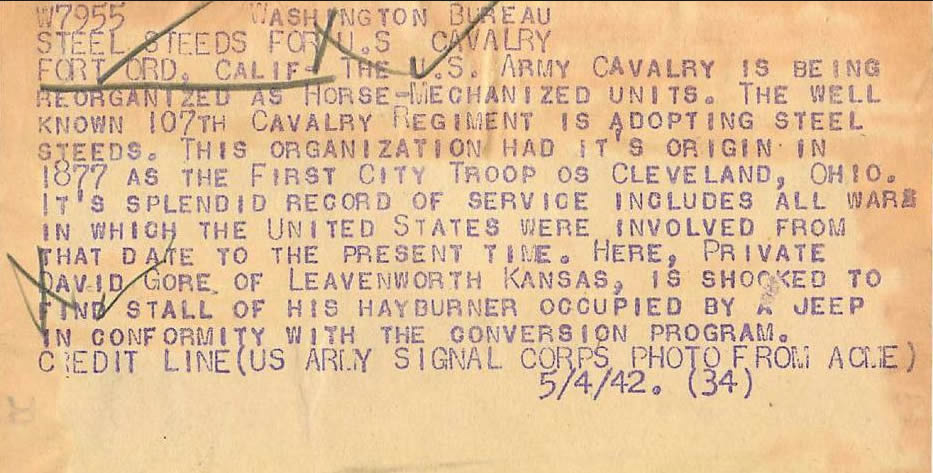 W7955 WASHINGTON BUREAU
STEEL STEEDS FOR U.S CAVALRY
FORT ORD, CALIF- THE U.S. ARMY CAVALRY IS BEING
REORGANIZED AS HORSE-MECHANIZED UNITS. THE WELL
KNOWN 107TH CAVALRY REGIMENT IS ADOPTING STEEL
STEEDS. THIS ORGANIZATION HAD IT'S ORIGIN IN
1877 AS THE FIRST CITY TROOP OS CLEVELAND, OHIO.
IT'S SPLENDID RECORD OF SERVICE INCLUDES ALL WARS
IN WHICH THE UNITED STATES WERE INVOLVED FROM
THAT DATE TO THE PRESENT TIME. HERE, PRIVATE
DAVID GORE OF LEAVENWORTH KANSAS, IS SHOCKED TO
FIND STALL OF HIS HAYBURNER OCCUPIED BY A JEEP
IN CONFORMITY WITH THE CONVERSION PROGRAM.
CREDIT LINE(US ARMY SIGNAL CORPS PHOTO FROM ACME)
5/4/42. (34)